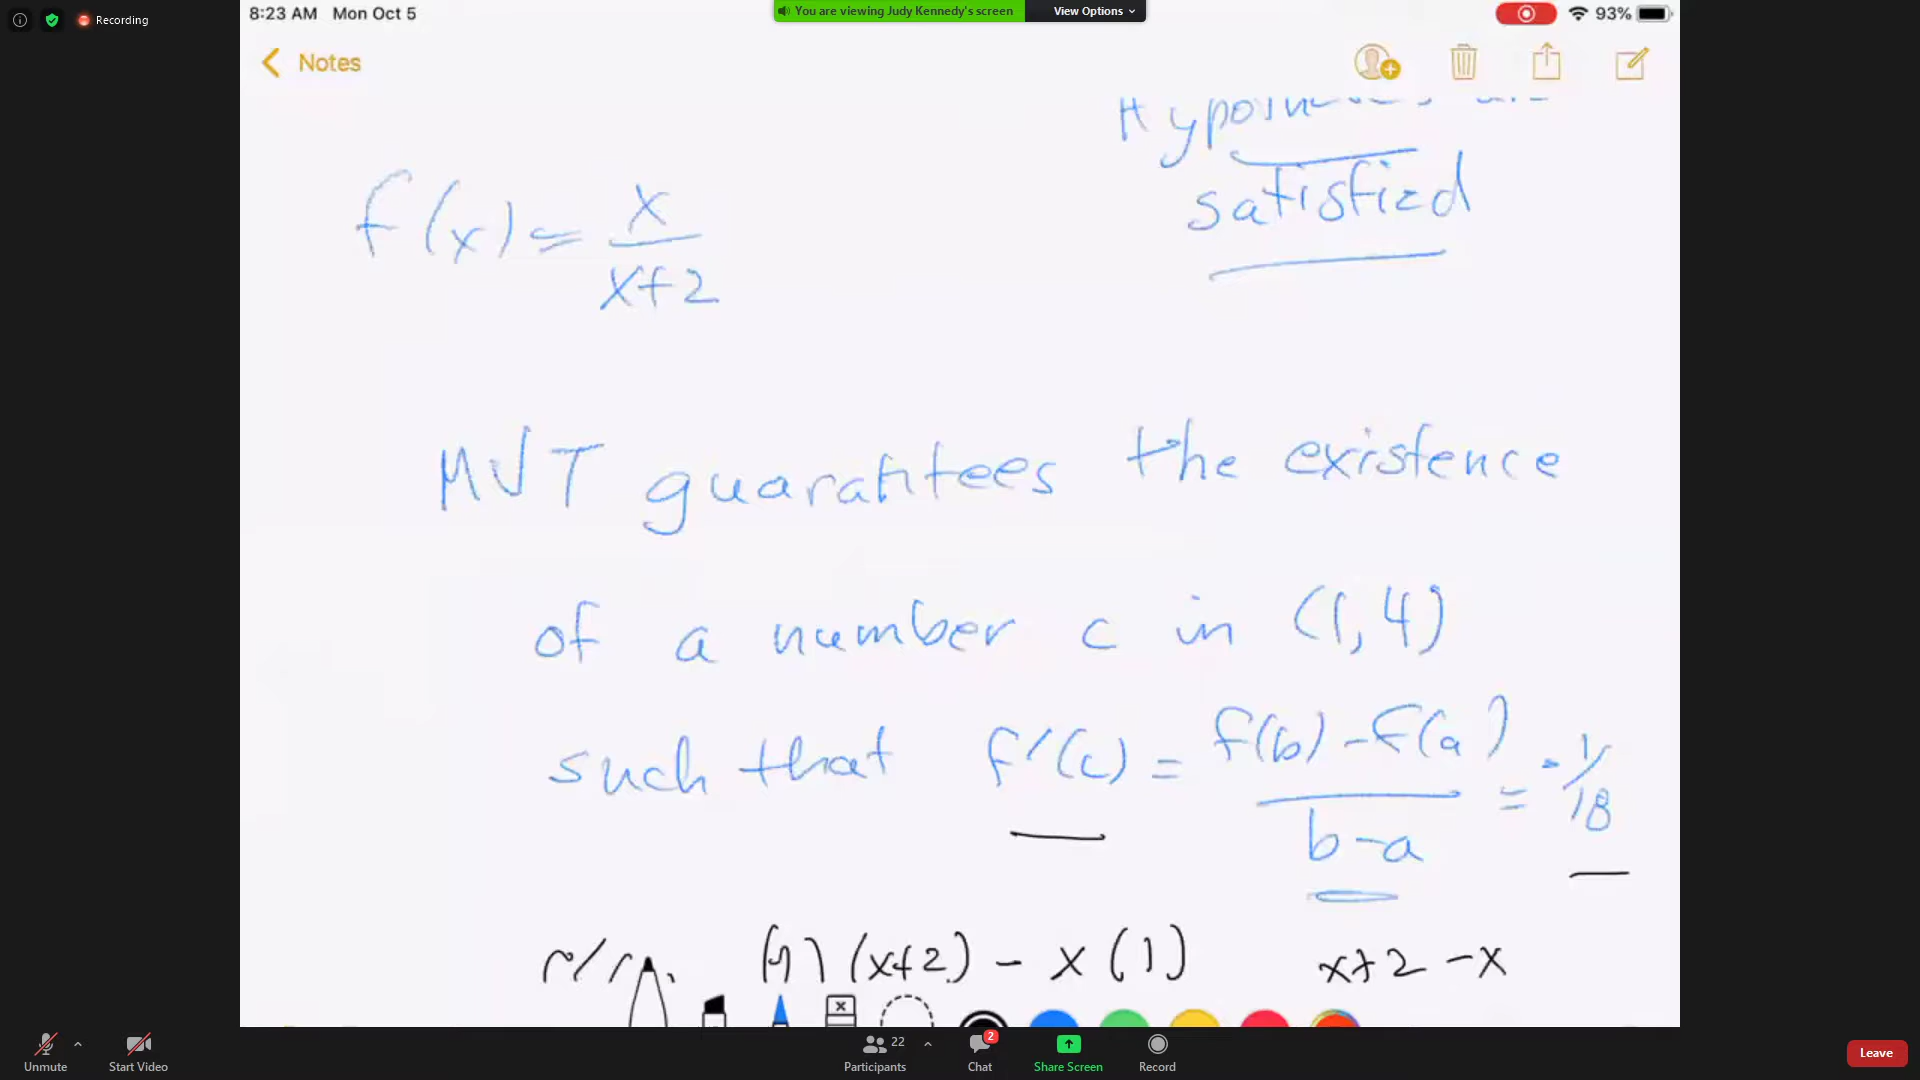 Recording
8:23 AM Mon Oct 5
You are viewing Judy Kennedy's screen
View Options
93%
Notes
satisfied
f(x) = x/(x+2)
MVT guarantees the existence
of a number c in (1,4)
such that f'(c) = (f(b) - f(a))/(b-a) = -1/18
(1)(x+2) - x(1) x+2 -x
Unmute
Start Video
22
Participants
2
Chat
Share Screen
Record
Leave